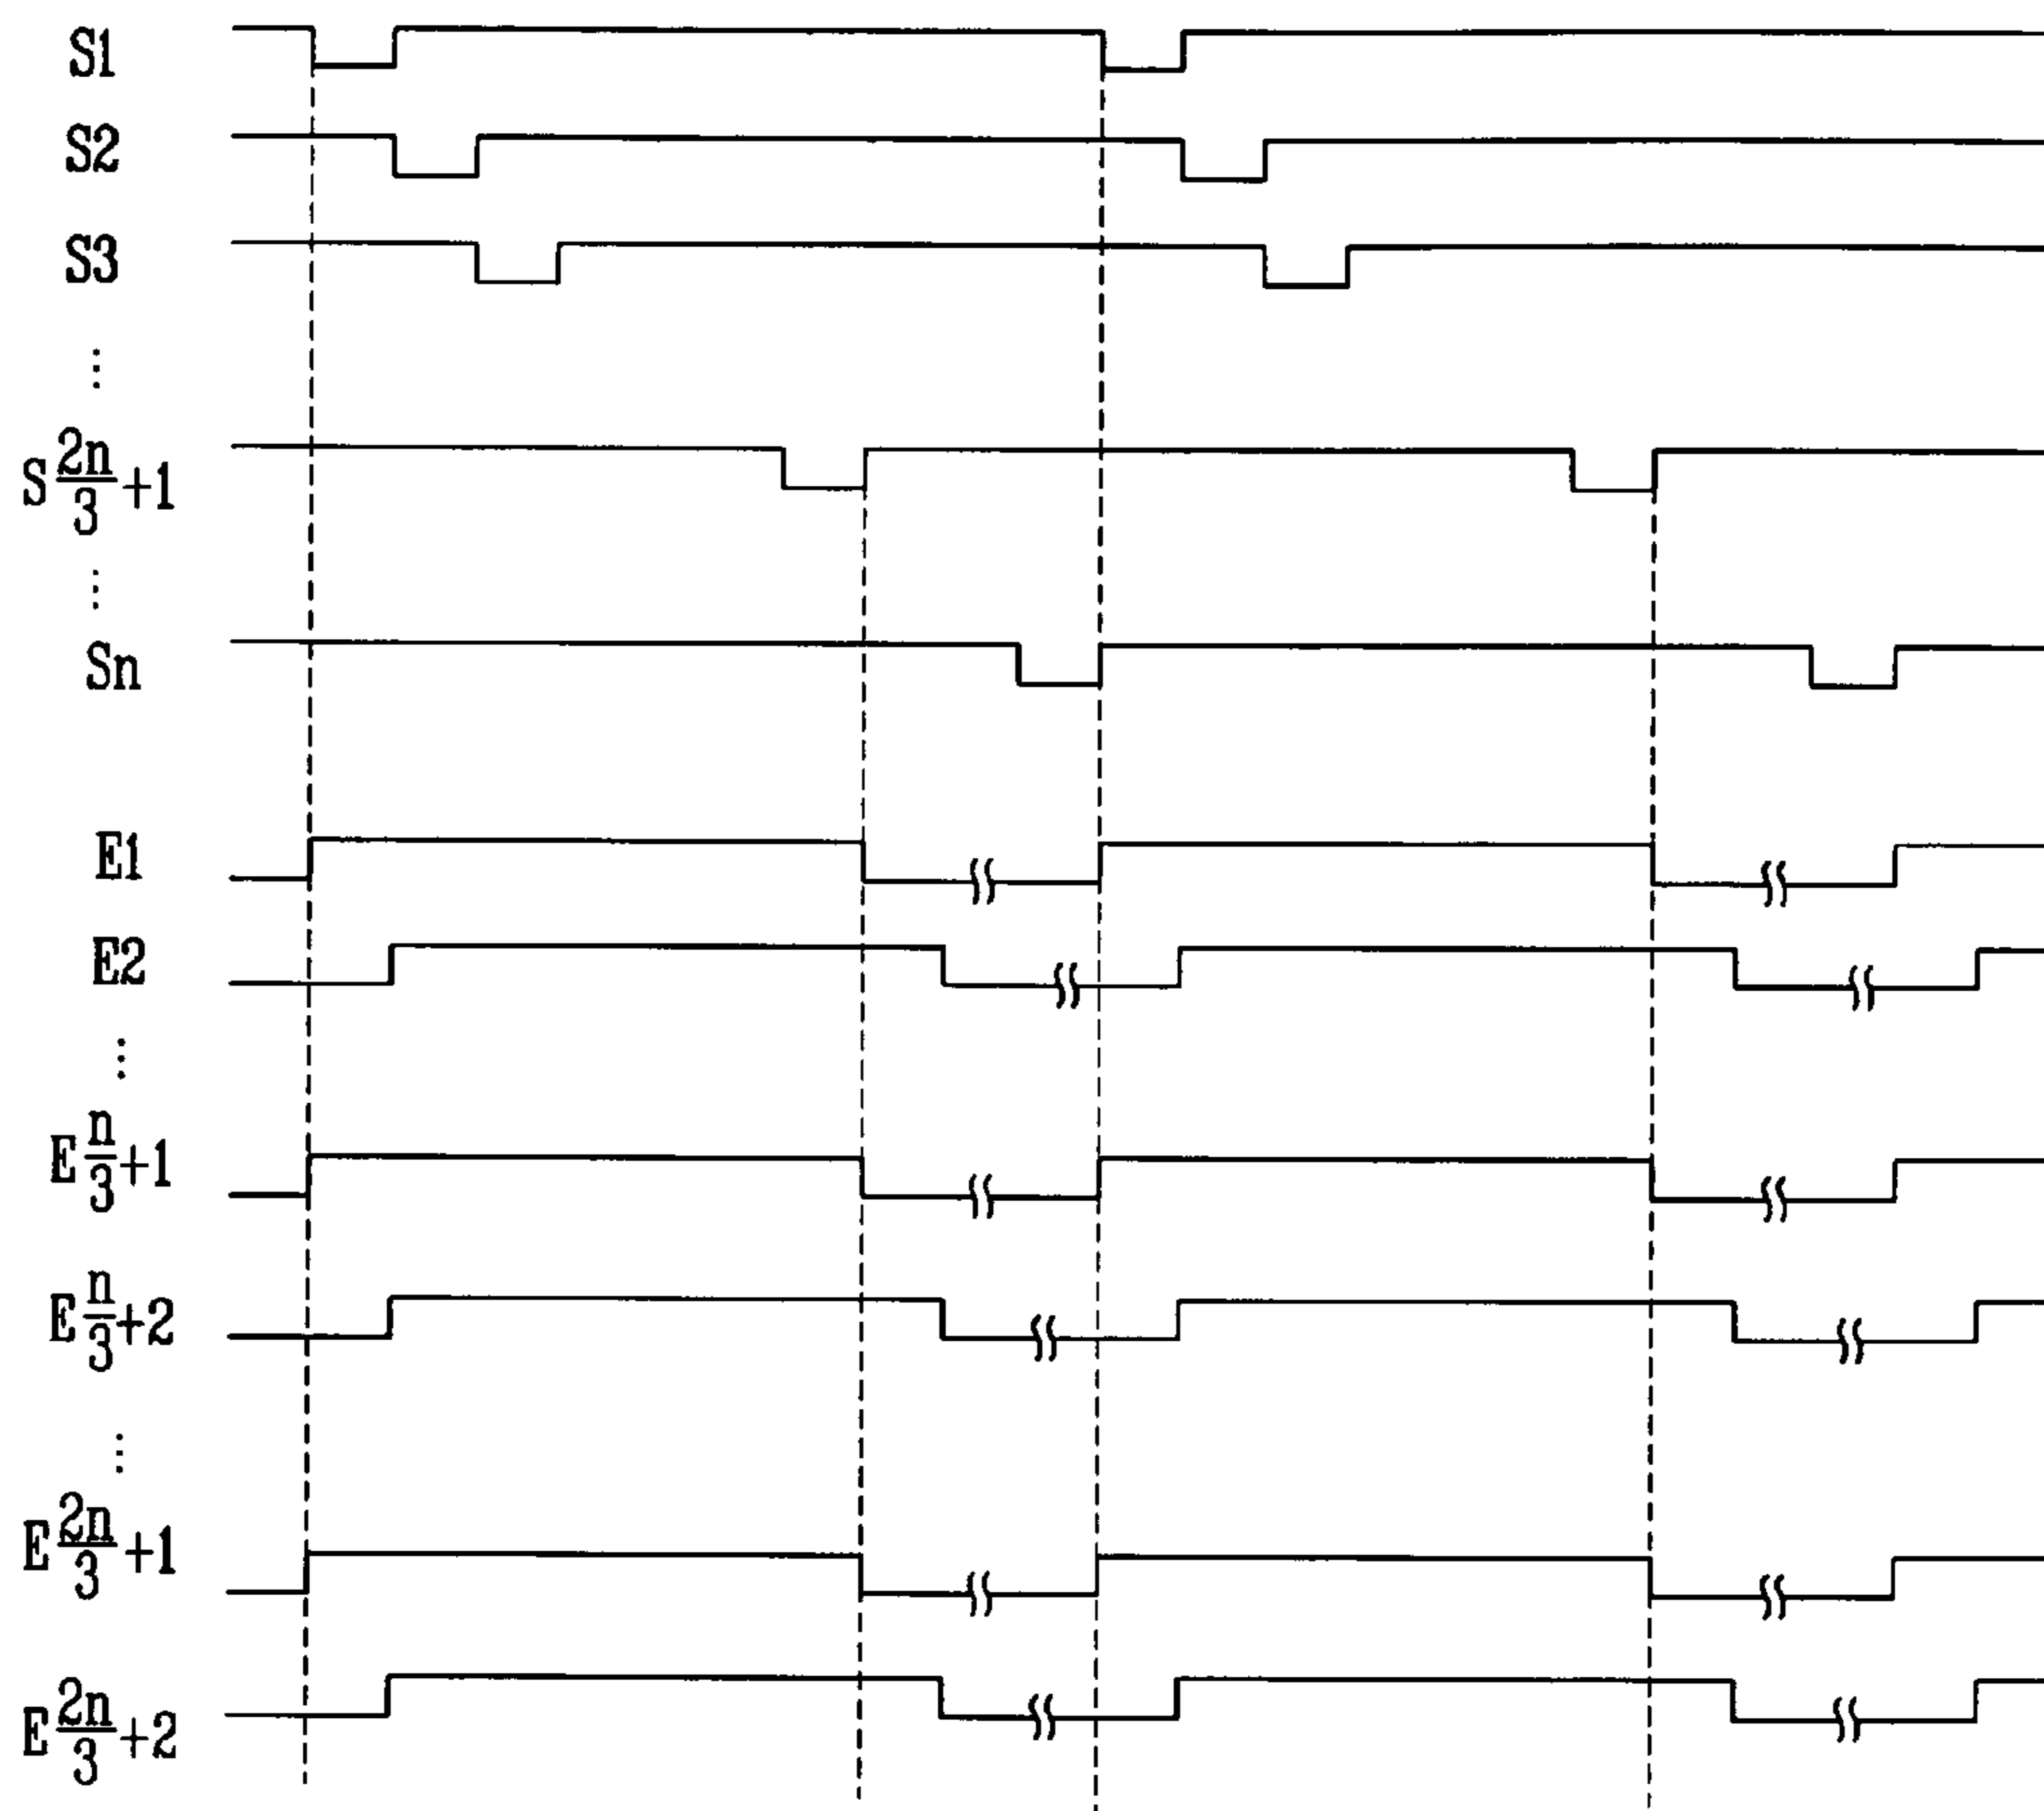 S1
S2
S3
⋮
S 2n/3 +1
⋮
Sn
E1
E2
⋮
E n/3 +1
E n/3 +2
⋮
E 2n/3 +1
E 2n/3 +2